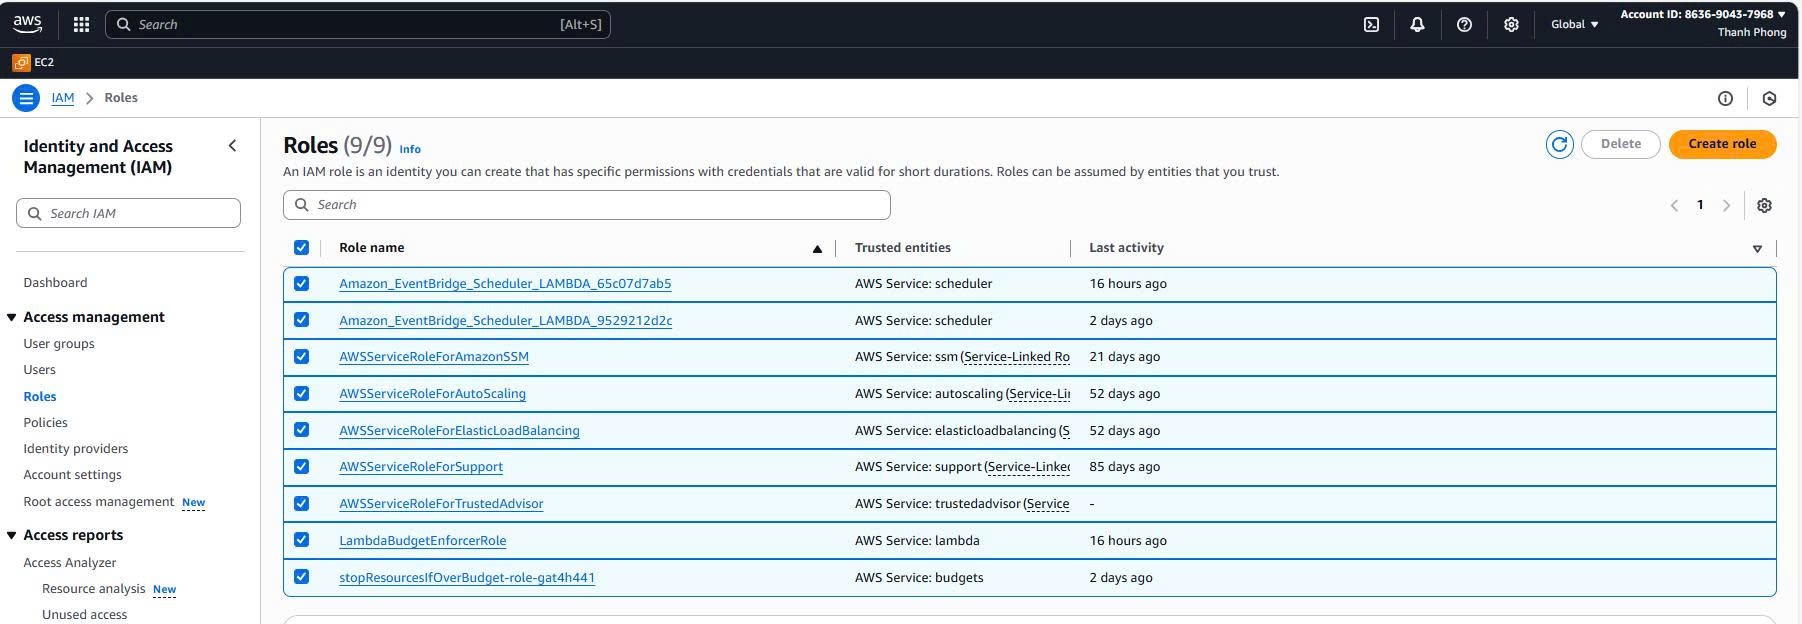 aws
Search [Alt+S]
Global
Account ID: 8636-9043-7968
Thanh Phong
EC2
IAM > Roles
Identity and Access
Management (IAM)
Search IAM
Dashboard
Access management
User groups
Users
Roles
Policies
Identity providers
Account settings
Root access management New
Access reports
Access Analyzer
Resource analysis New
Unused access
Roles (9/9) Info
Delete
Create role
An IAM role is an identity you can create that has specific permissions with credentials that are valid for short durations. Roles can be assumed by entities that you trust.
Search
1
Role name Trusted entities Last activity
Amazon_EventBridge_Scheduler_LAMBDA_65c07d7ab5 AWS Service: scheduler 16 hours ago
Amazon_EventBridge_Scheduler_LAMBDA_9529212d2c AWS Service: scheduler 2 days ago
AWSServiceRoleForAmazonSSM AWS Service: ssm (Service-Linked Ro 21 days ago
AWSServiceRoleForAutoScaling AWS Service: autoscaling (Service-Lin 52 days ago
AWSServiceRoleForElasticLoadBalancing AWS Service: elasticloadbalancing (S 52 days ago
AWSServiceRoleForSupport AWS Service: support (Service-Linked 85 days ago
AWSServiceRoleForTrustedAdvisor AWS Service: trustedadvisor (Service -
LambdaBudgetEnforcerRole AWS Service: lambda 16 hours ago
stopResourcesIfOverBudget-role-gat4h441 AWS Service: budgets 2 days ago